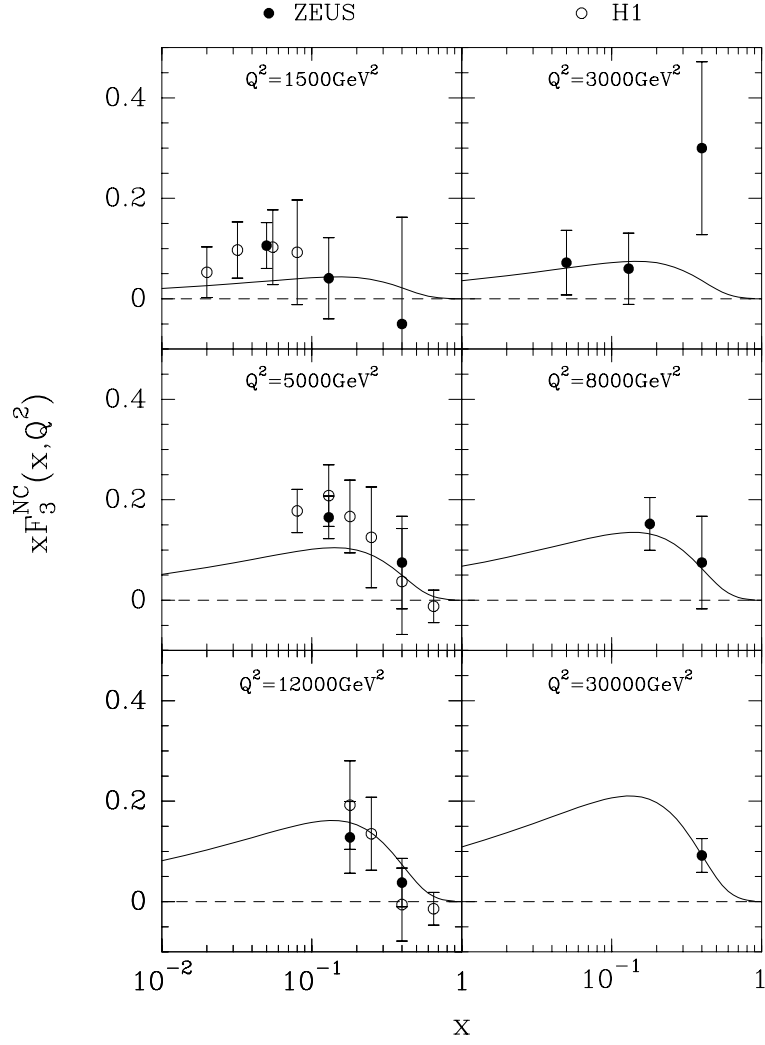 ZEUS H1
Q²=1500GeV² Q²=3000GeV²
0.4
0.2
0
Q²=5000GeV² Q²=8000GeV²
0.4
0.2
0
xF₃^NC(x,Q²)
Q²=12000GeV² Q²=30000GeV²
0.4
0.2
0
10⁻² 10⁻¹ 1 10⁻¹ 1
x